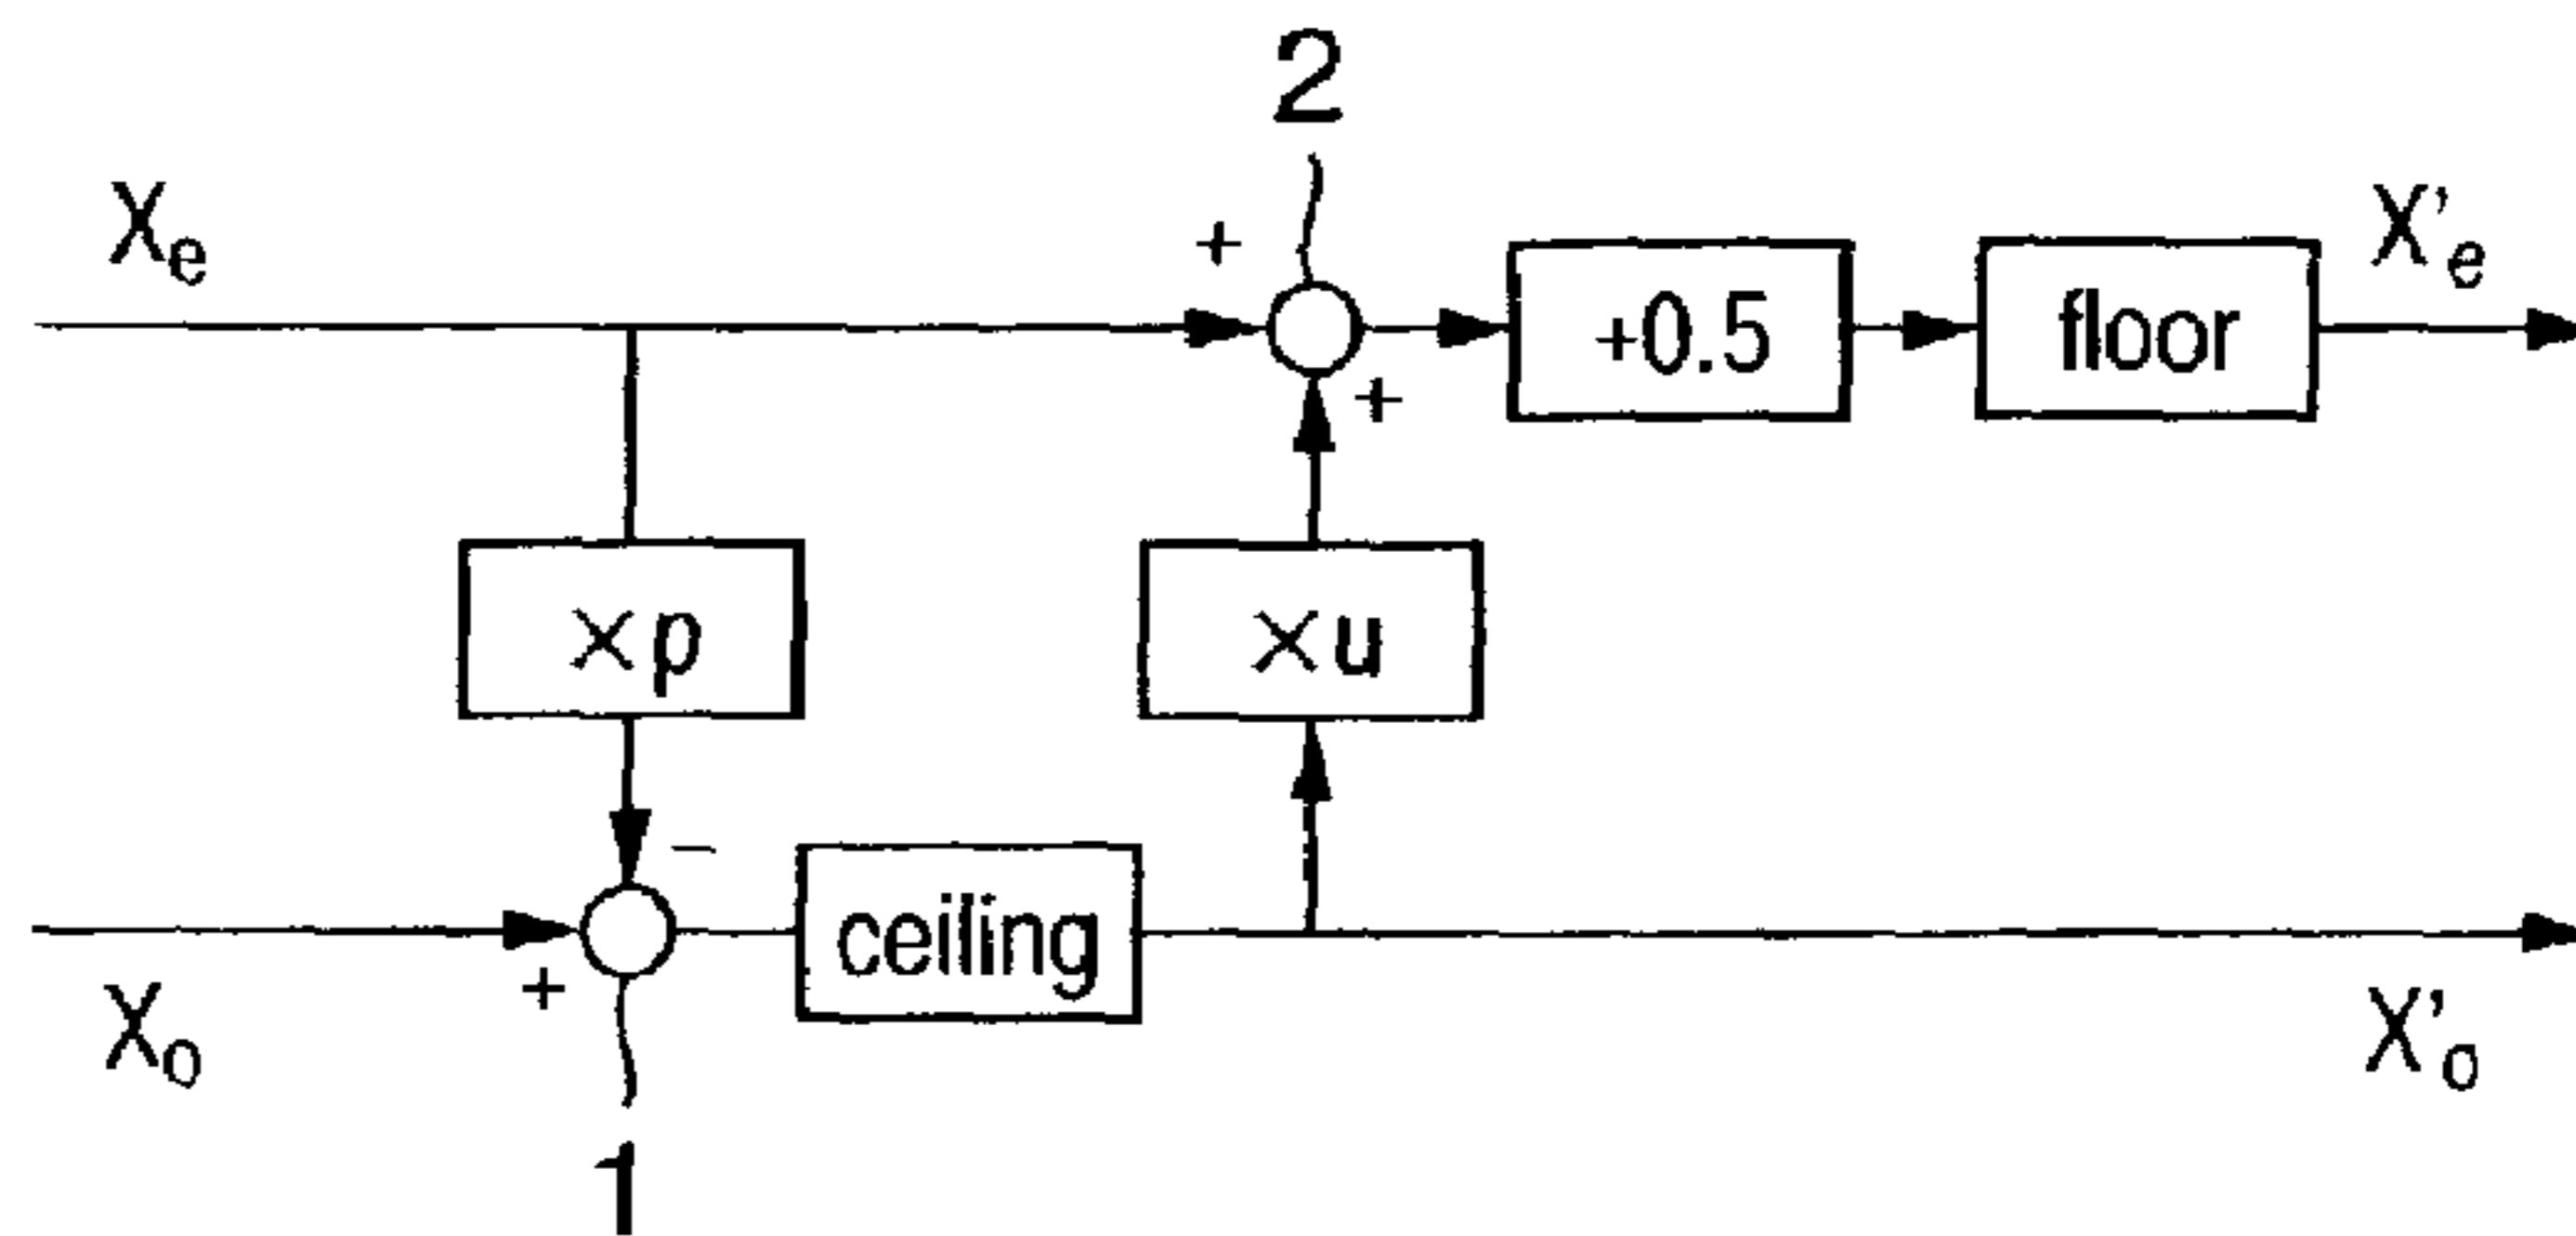 2
Xe
+
+
+0.5
floor
X'e
×p
×u
−
+
ceiling
Xo
X'o
1